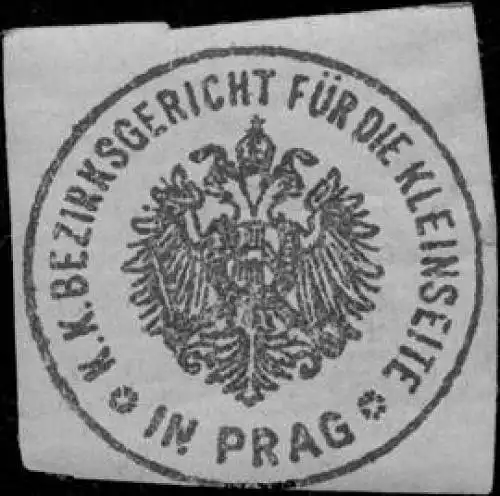 K.K. BEZIRKSGERICHT FÜR DIE KLEINSEITE
IN PRAG